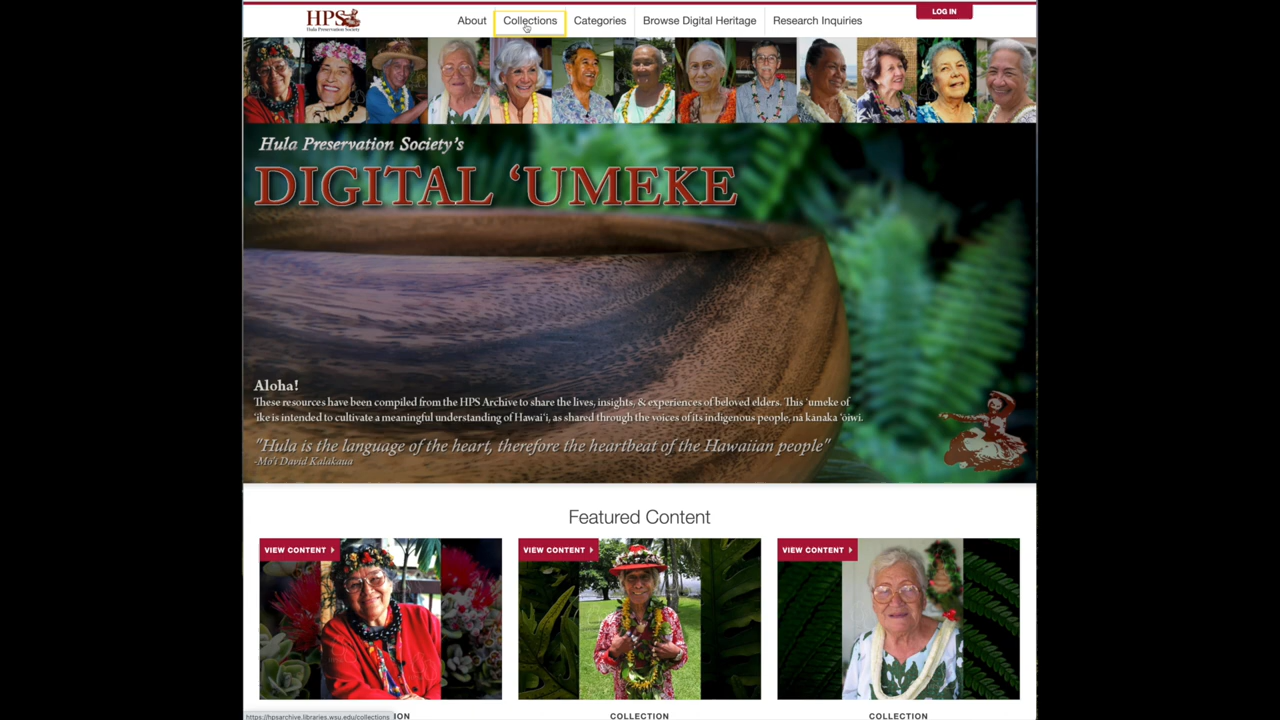 HPS
Hula Preservation Society
About
Collections
Categories
Browse Digital Heritage
Research Inquiries
LOG IN
Hula Preservation Society's
DIGITAL ‘UMEKE
Aloha!
These resources have been compiled from the HPS Archive to share the lives, insights, & experiences of beloved elders. This ‘umeke of
‘ike is intended to cultivate a meaningful understanding of Hawai‘i, as shared through the voices of its indigenous people, nā kānaka ‘ōiwi.
"Hula is the language of the heart, therefore the heartbeat of the Hawaiian people"
-Mo'i David Kalakaua
Featured Content
VIEW CONTENT
VIEW CONTENT
VIEW CONTENT
ION
COLLECTION
COLLECTION
https://hpsarchive.libraries.wsu.edu/collections